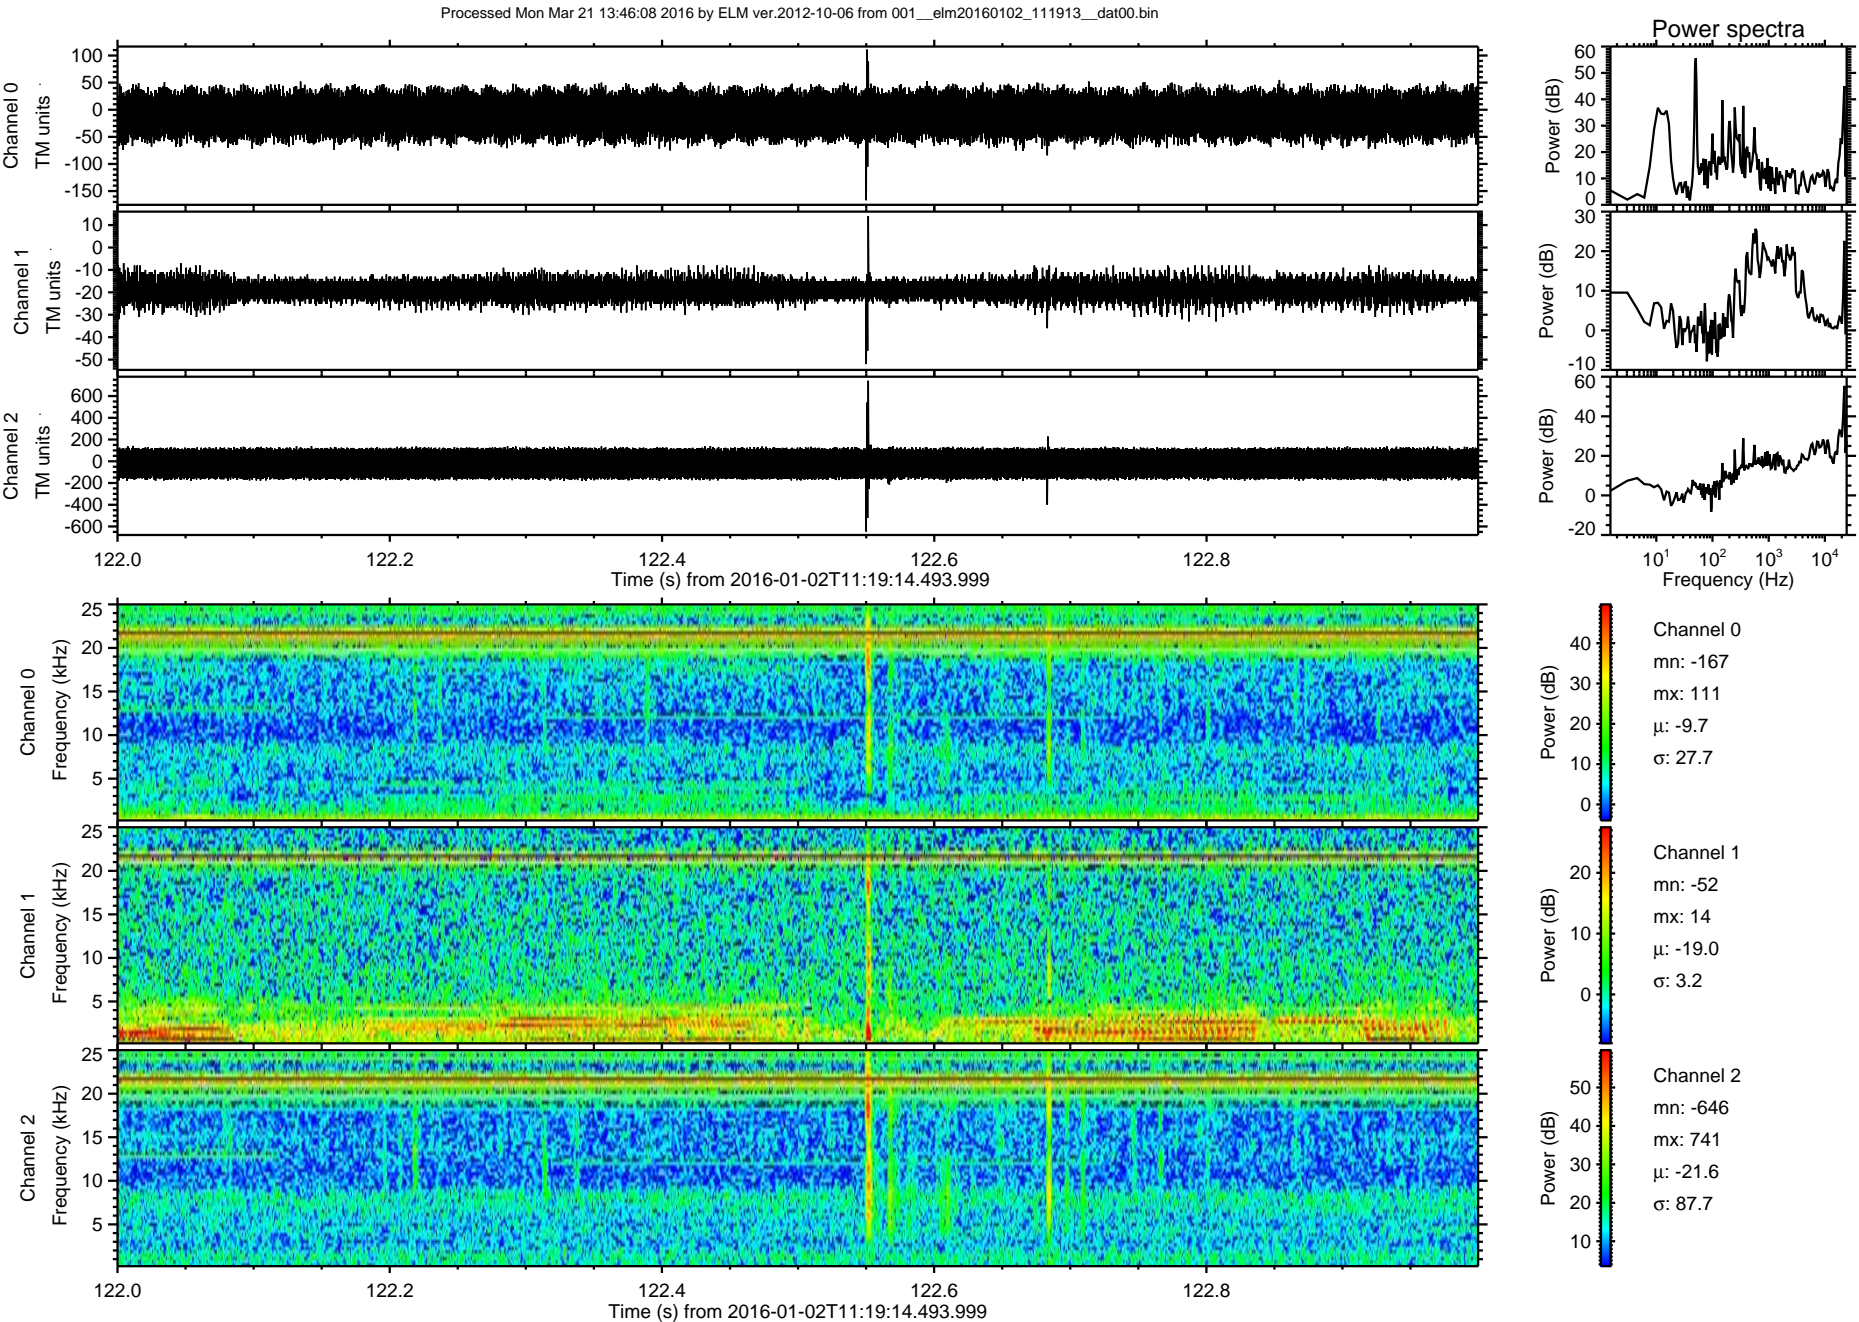 Processed Mon Mar 21 13:46:08 2016 by ELM ver.2012-10-06 from 001__elm20160102_111913__dat00.bin
Power spectra
Channel 0
TM units
100
50
0
-50
-100
-150
Power (dB)
60
50
40
30
20
10
0
Channel 1
TM units
10
0
-10
-20
-30
-40
-50
Power (dB)
30
20
10
0
-10
Channel 2
TM units
600
400
200
0
-200
-400
-600
Power (dB)
60
40
20
0
-20
122.0 122.2 122.4 122.6 122.8
Time (s) from 2016-01-02T11:19:14.493.999
10¹ 10² 10³ 10⁴
Frequency (Hz)
Channel 0
Frequency (kHz)
25
20
15
10
5
Power (dB)
40
30
20
10
0
Channel 0
mn: -167
mx: 111
μ: -9.7
σ: 27.7
Channel 1
Frequency (kHz)
25
20
15
10
5
Power (dB)
20
10
0
Channel 1
mn: -52
mx: 14
μ: -19.0
σ: 3.2
Channel 2
Frequency (kHz)
25
20
15
10
5
Power (dB)
50
40
30
20
10
Channel 2
mn: -646
mx: 741
μ: -21.6
σ: 87.7
122.0 122.2 122.4 122.6 122.8
Time (s) from 2016-01-02T11:19:14.493.999